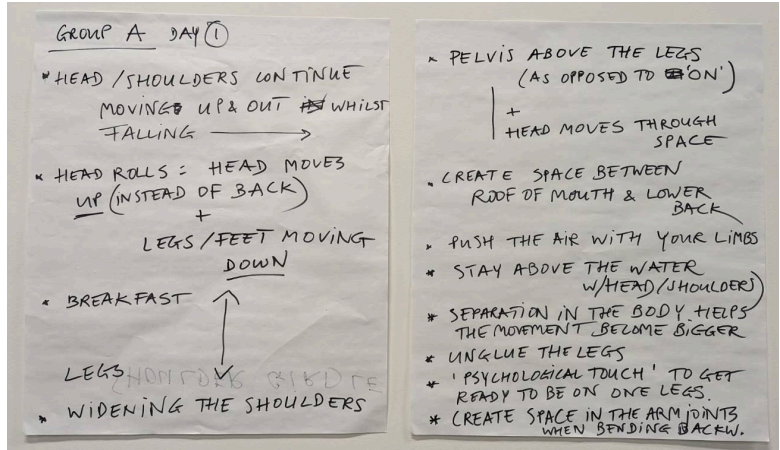 GROUP A DAY 1
* HEAD/SHOULDERS CONTINUE
MOVING UP & OUT WHILST
FALLING →
* HEAD ROLLS = HEAD MOVES
UP (INSTEAD OF BACK)
+
LEGS/FEET MOVING
DOWN
* BREAKFAST
LEGS
* WIDENING THE SHOULDERS
* PELVIS ABOVE THE LEGS
(AS OPPOSED TO 'ON')
+
HEAD MOVES THROUGH
SPACE
* CREATE SPACE BETWEEN
ROOF OF MOUTH & LOWER
BACK
* PUSH THE AIR WITH YOUR LIMBS
* STAY ABOVE THE WATER
W/HEAD/SHOULDERS)
* SEPARATION IN THE BODY HELPS
THE MOVEMENT BECOME BIGGER
* UNGLUE THE LEGS
* 'PSYCHOLOGICAL TOUCH' TO GET
READY TO BE ON ONE LEGS.
* CREATE SPACE IN THE ARM JOINTS
WHEN BENDING BACKW.